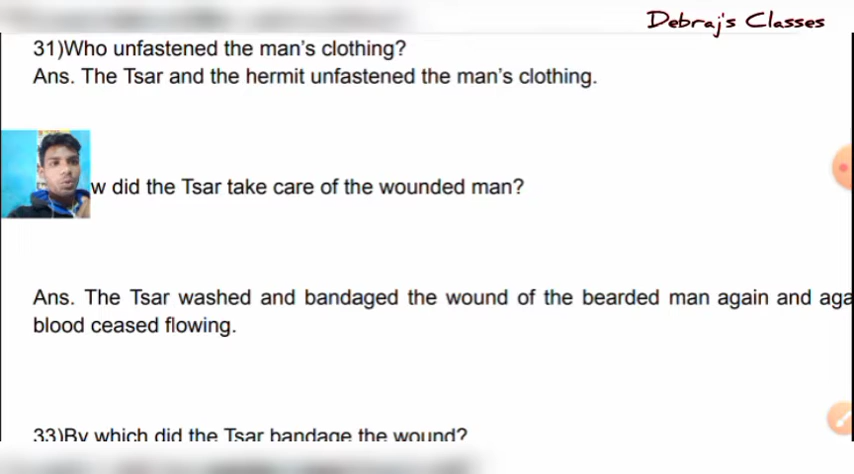 Debraj's Classes
31)Who unfastened the man's clothing?
Ans. The Tsar and the hermit unfastened the man's clothing.
w did the Tsar take care of the wounded man?
Ans. The Tsar washed and bandaged the wound of the bearded man again and aga
blood ceased flowing.
33)By which did the Tsar bandage the wound?